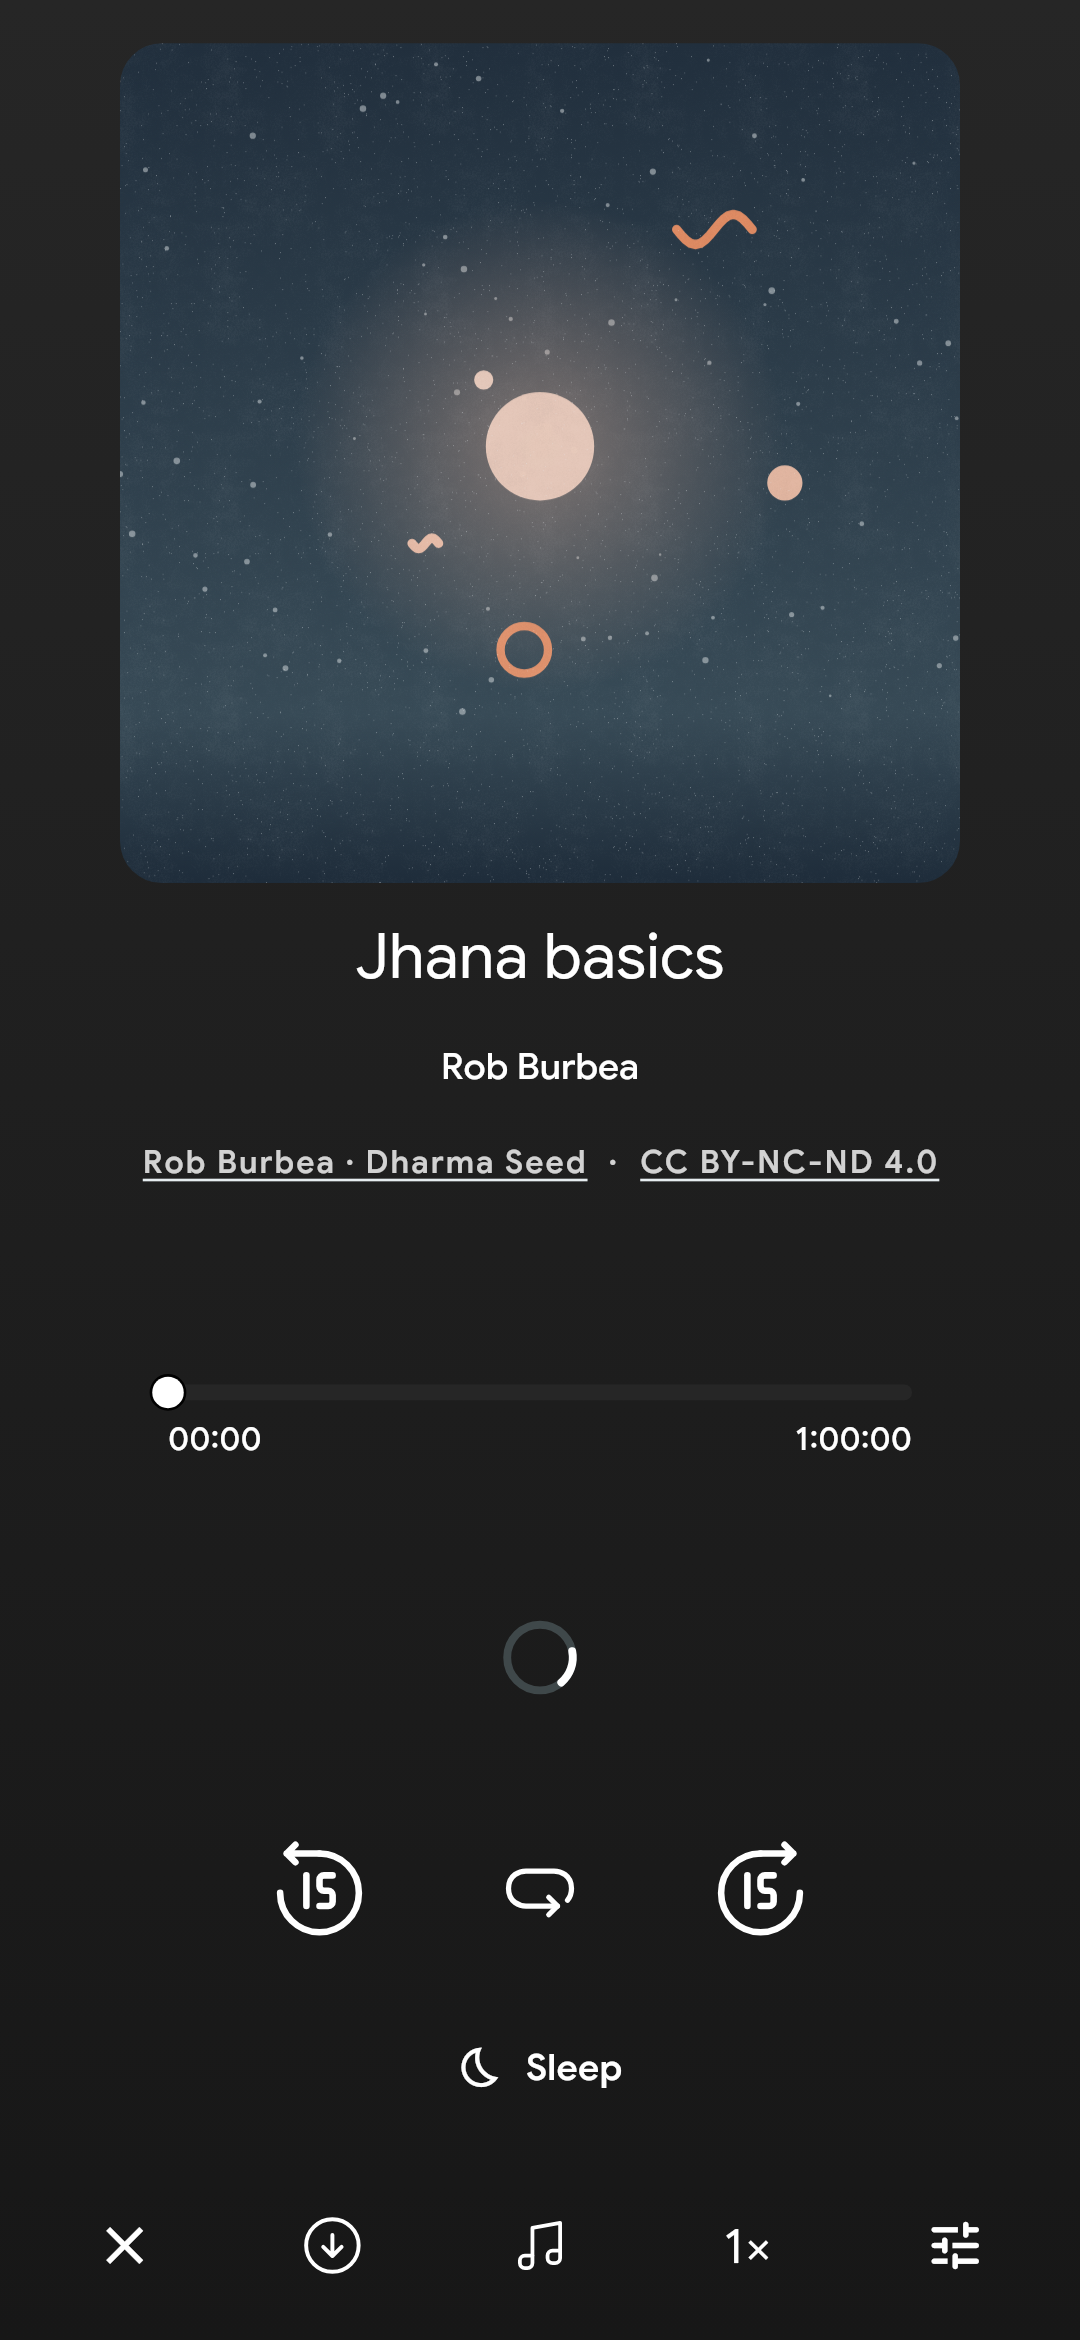 Jhana basics
Rob Burbea
Rob Burbea · Dharma Seed · CC BY-NC-ND 4.0
00:00 1:00:00
15 15
Sleep
1×